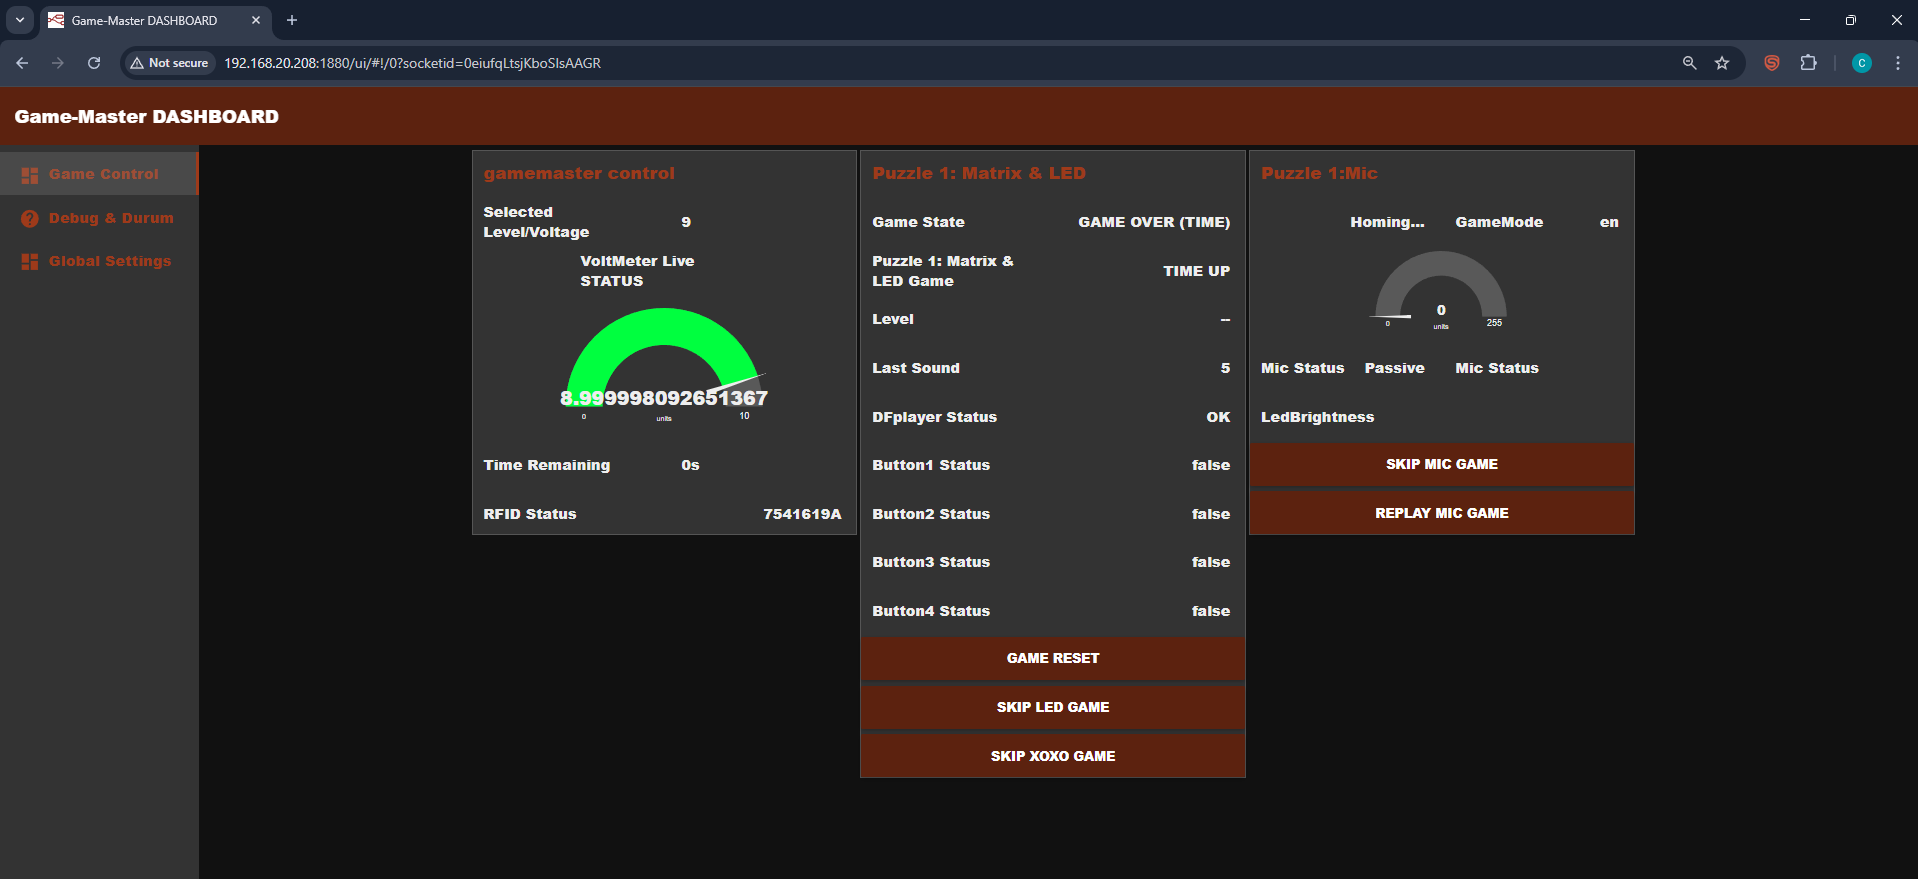 Game-Master DASHBOARD
Not secure
192.168.20.208:1880/ui/#!/0?socketid=0eiufqLtsjKboSIsAAGR
C
Game-Master DASHBOARD
Game Control
Debug & Durum
Global Settings
gamemaster control
Selected
Level/Voltage
9
VoltMeter Live
STATUS
8.999998092651367
0
units
10
Time Remaining
0s
RFID Status
7541619A
Puzzle 1: Matrix & LED
Game State
GAME OVER (TIME)
Puzzle 1: Matrix &
LED Game
TIME UP
Level
--
Last Sound
5
DFplayer Status
OK
Button1 Status
false
Button2 Status
false
Button3 Status
false
Button4 Status
false
GAME RESET
SKIP LED GAME
SKIP XOXO GAME
Puzzle 1:Mic
Homing...
GameMode
en
0
0
units
255
Mic Status
Passive
Mic Status
LedBrightness
SKIP MIC GAME
REPLAY MIC GAME